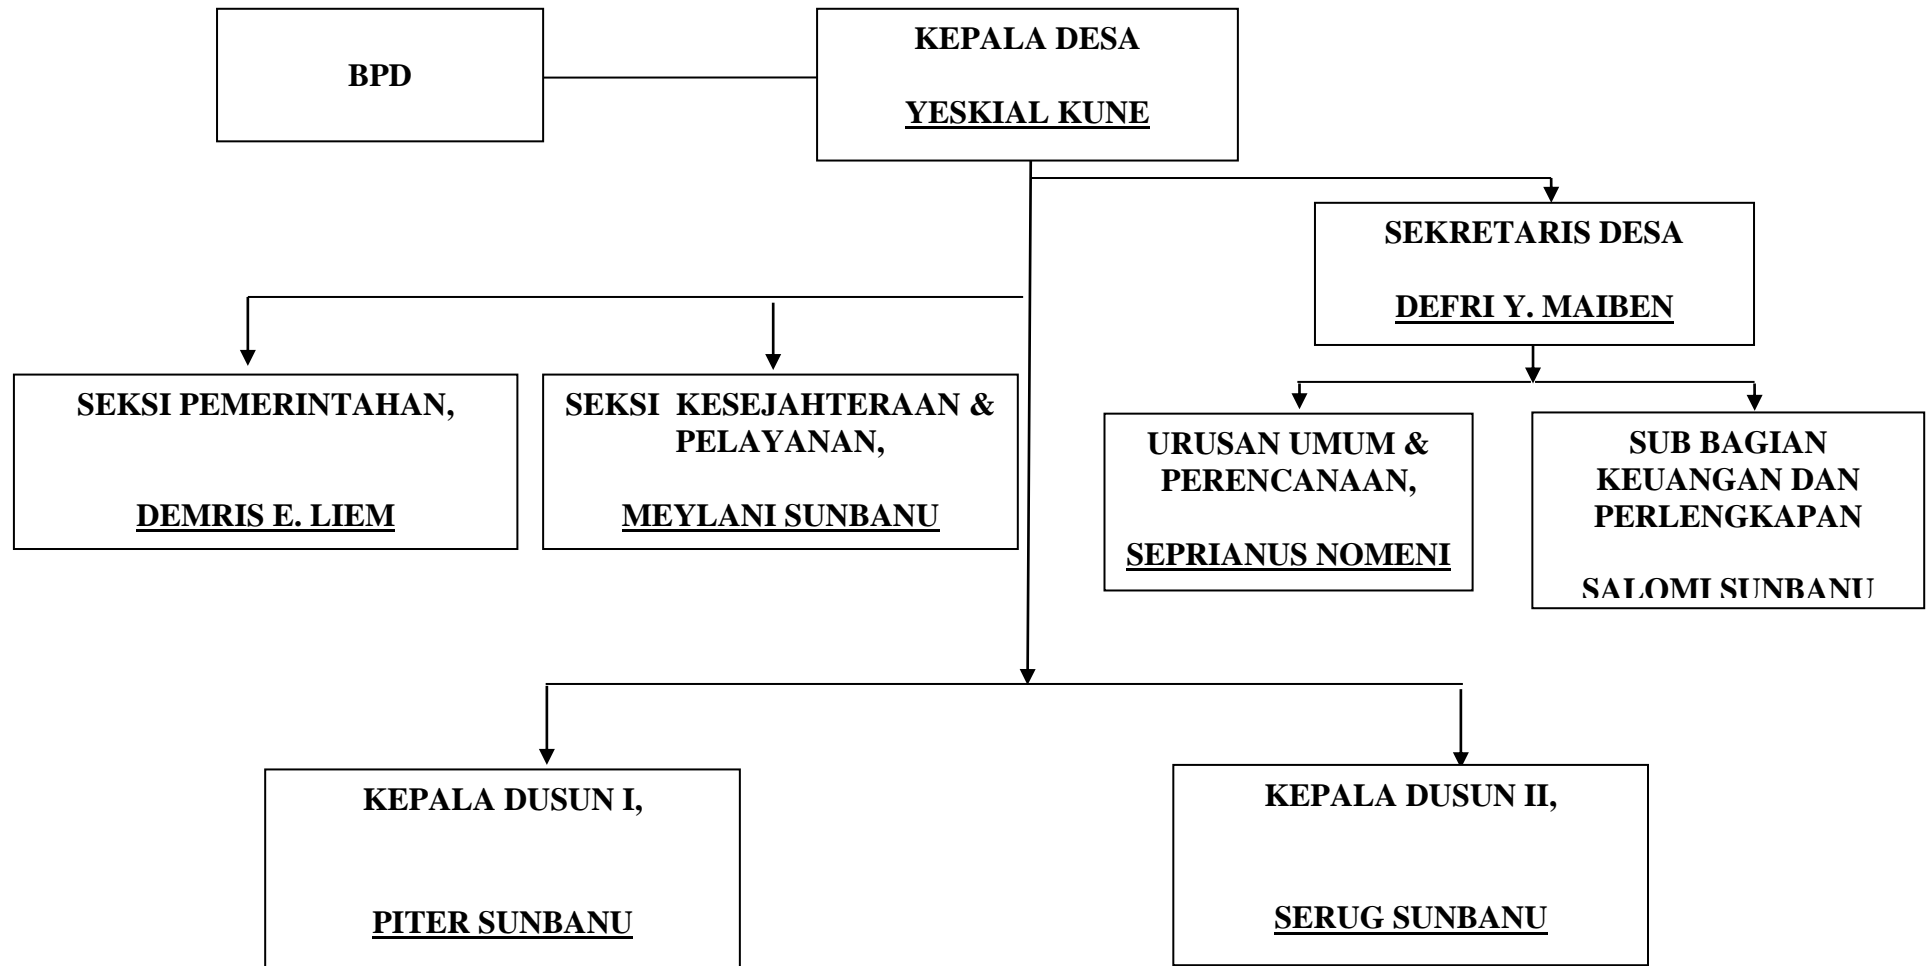 BPD
KEPALA DESA
YESKIAL KUNE
SEKRETARIS DESA
DEFRI Y. MAIBEN
SEKSI PEMERINTAHAN,
DEMRIS E. LIEM
SEKSI KESEJAHTERAAN &
PELAYANAN,
MEYLANI SUNBANU
URUSAN UMUM &
PERENCANAAN,
SEPRIANUS NOMENI
SUB BAGIAN
KEUANGAN DAN
PERLENGKAPAN
SALOMI SUNBANU
KEPALA DUSUN I,
PITER SUNBANU
KEPALA DUSUN II,
SERUG SUNBANU